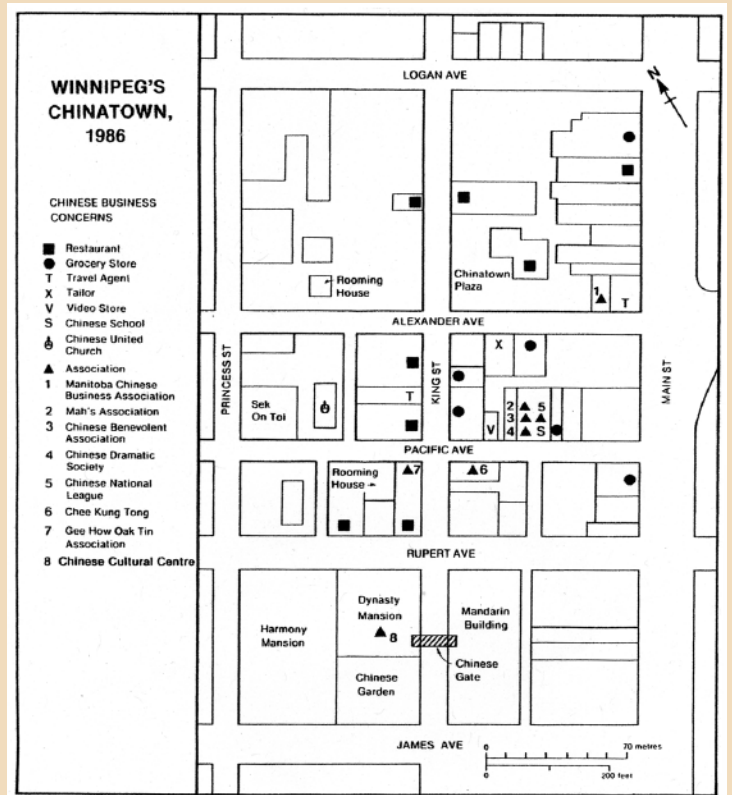 WINNIPEG'S
CHINATOWN,
1986
CHINESE BUSINESS
CONCERNS
Restaurant
Grocery Store
T Travel Agent
X Tailor
V Video Store
S Chinese School
Chinese United
Church
Association
1 Manitoba Chinese
Business Association
2 Mah's Association
3 Chinese Benevolent
Association
4 Chinese Dramatic
Society
5 Chinese National
League
6 Chee Kung Tong
7 Gee How Oak Tin
Association
8 Chinese Cultural Centre
LOGAN AVE
N
Rooming
House
Chinatown
Plaza
1
T
ALEXANDER AVE
PRINCESS ST
KING ST
MAIN ST
X
Sek
On Toi
T
2 5
3
V 4 S
PACIFIC AVE
Rooming
House
7
6
RUPERT AVE
Harmony
Mansion
Dynasty
Mansion
8
Mandarin
Building
Chinese
Gate
Chinese
Garden
JAMES AVE
0 70 metres
0 200 feet